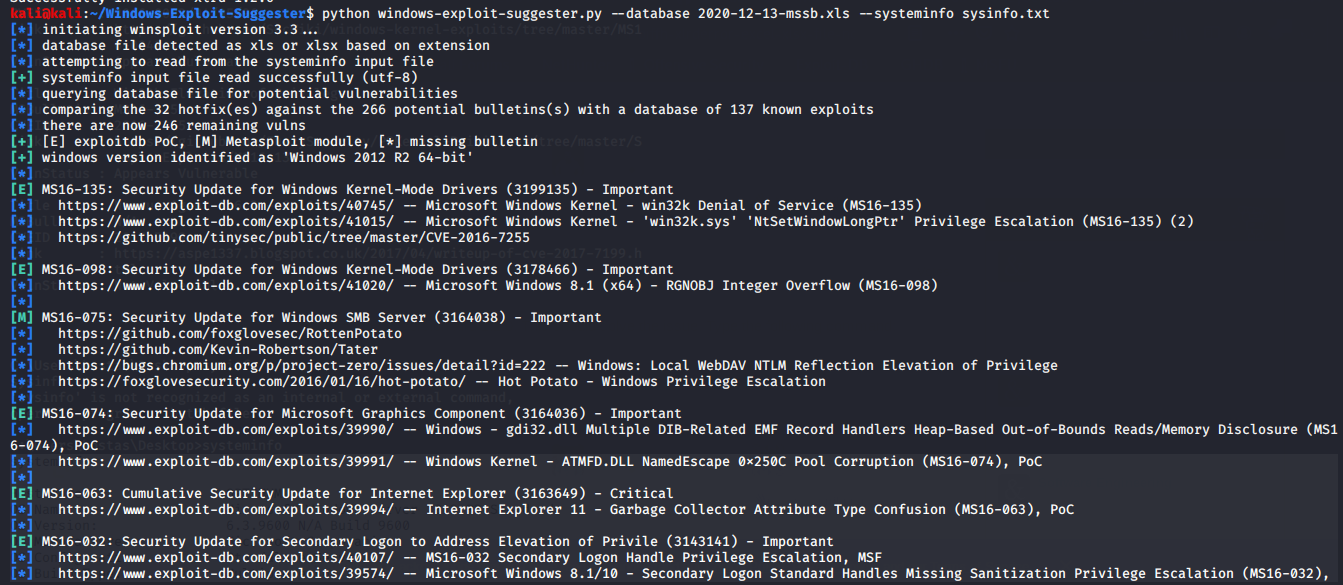 kali@kali:~/Windows-Exploit-Suggester$ python windows-exploit-suggester.py --database 2020-12-13-mssb.xls --systeminfo sysinfo.txt
[*] initiating winsploit version 3.3...
[*] database file detected as xls or xlsx based on extension
[*] attempting to read from the systeminfo input file
[+] systeminfo input file read successfully (utf-8)
[*] querying database file for potential vulnerabilities
[*] comparing the 32 hotfix(es) against the 266 potential bulletins(s) with a database of 137 known exploits
[*] there are now 246 remaining vulns
[+] [E] exploitdb PoC, [M] Metasploit module, [*] missing bulletin
[+] windows version identified as 'Windows 2012 R2 64-bit'
[*]
[E] MS16-135: Security Update for Windows Kernel-Mode Drivers (3199135) - Important
[*]   https://www.exploit-db.com/exploits/40745/ -- Microsoft Windows Kernel - win32k Denial of Service (MS16-135)
[*]   https://www.exploit-db.com/exploits/41015/ -- Microsoft Windows Kernel - 'win32k.sys' 'NtSetWindowLongPtr' Privilege Escalation (MS16-135) (2)
[*]   https://github.com/tinysec/public/tree/master/CVE-2016-7255
[*]
[E] MS16-098: Security Update for Windows Kernel-Mode Drivers (3178466) - Important
[*]   https://www.exploit-db.com/exploits/41020/ -- Microsoft Windows 8.1 (x64) - RGNOBJ Integer Overflow (MS16-098)
[*]
[M] MS16-075: Security Update for Windows SMB Server (3164038) - Important
[*]   https://github.com/foxglovesec/RottenPotato
[*]   https://github.com/Kevin-Robertson/Tater
[*]   https://bugs.chromium.org/p/project-zero/issues/detail?id=222 -- Windows: Local WebDAV NTLM Reflection Elevation of Privilege
[*]   https://foxglovesecurity.com/2016/01/16/hot-potato/ -- Hot Potato - Windows Privilege Escalation
[*]
[E] MS16-074: Security Update for Microsoft Graphics Component (3164036) - Important
[*]   https://www.exploit-db.com/exploits/39990/ -- Windows - gdi32.dll Multiple DIB-Related EMF Record Handlers Heap-Based Out-of-Bounds Reads/Memory Disclosure (MS1
6-074), PoC
[*]   https://www.exploit-db.com/exploits/39991/ -- Windows Kernel - ATMFD.DLL NamedEscape 0×250C Pool Corruption (MS16-074), PoC
[*]
[E] MS16-063: Cumulative Security Update for Internet Explorer (3163649) - Critical
[*]   https://www.exploit-db.com/exploits/39994/ -- Internet Explorer 11 - Garbage Collector Attribute Type Confusion (MS16-063), PoC
[*]
[E] MS16-032: Security Update for Secondary Logon to Address Elevation of Privile (3143141) - Important
[*]   https://www.exploit-db.com/exploits/40107/ -- MS16-032 Secondary Logon Handle Privilege Escalation, MSF
[*]   https://www.exploit-db.com/exploits/39574/ -- Microsoft Windows 8.1/10 - Secondary Logon Standard Handles Missing Sanitization Privilege Escalation (MS16-032),